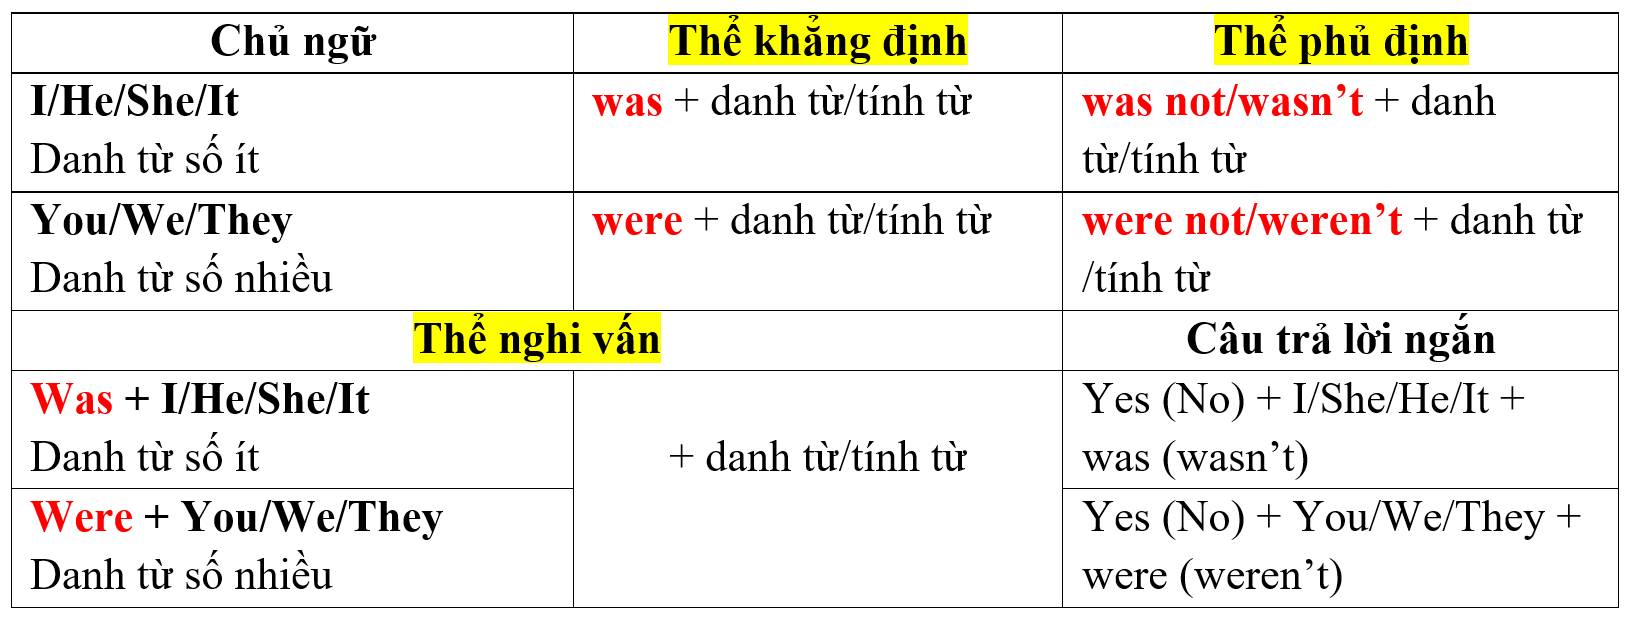 Chủ ngữ
Thể khẳng định
Thể phủ định
I/He/She/It
Danh từ số ít
was + danh từ/tính từ
was not/wasn’t + danh
từ/tính từ
You/We/They
Danh từ số nhiều
were + danh từ/tính từ
were not/weren’t + danh từ
/tính từ
Thể nghi vấn
Câu trả lời ngắn
Was + I/He/She/It
Danh từ số ít
+ danh từ/tính từ
Yes (No) + I/She/He/It +
was (wasn’t)
Were + You/We/They
Danh từ số nhiều
Yes (No) + You/We/They +
were (weren’t)